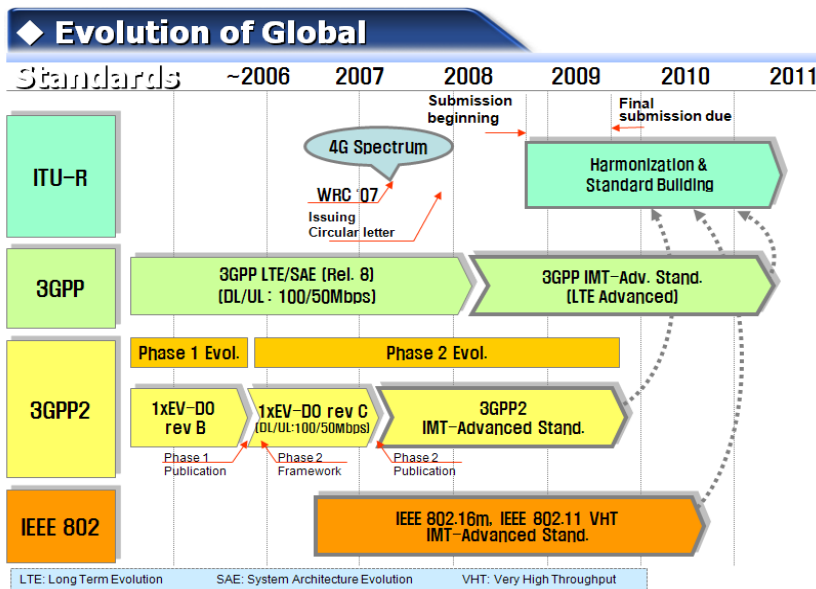 ◆ Evolution of Global
Standards ~2006 2007 2008 2009 2010 2011
Submission
beginning
Final
submission due
ITU-R
4G Spectrum
WRC '07
Issuing
Circular letter
Harmonization &
Standard Building
3GPP
3GPP LTE/SAE (Rel. 8)
(DL/UL : 100/50Mbps)
3GPP IMT-Adv. Stand.
(LTE Advanced)
3GPP2
Phase 1 Evol.
Phase 2 Evol.
1xEV-DO
rev B
1xEV-DO rev C
(DL/UL:100/50Mbps)
3GPP2
IMT-Advanced Stand.
Phase 1
Publication
Phase 2
Framework
Phase 2
Publication
IEEE 802
IEEE 802.16m, IEEE 802.11 VHT
IMT-Advanced Stand.
LTE: Long Term Evolution SAE: System Architecture Evolution VHT: Very High Throughput